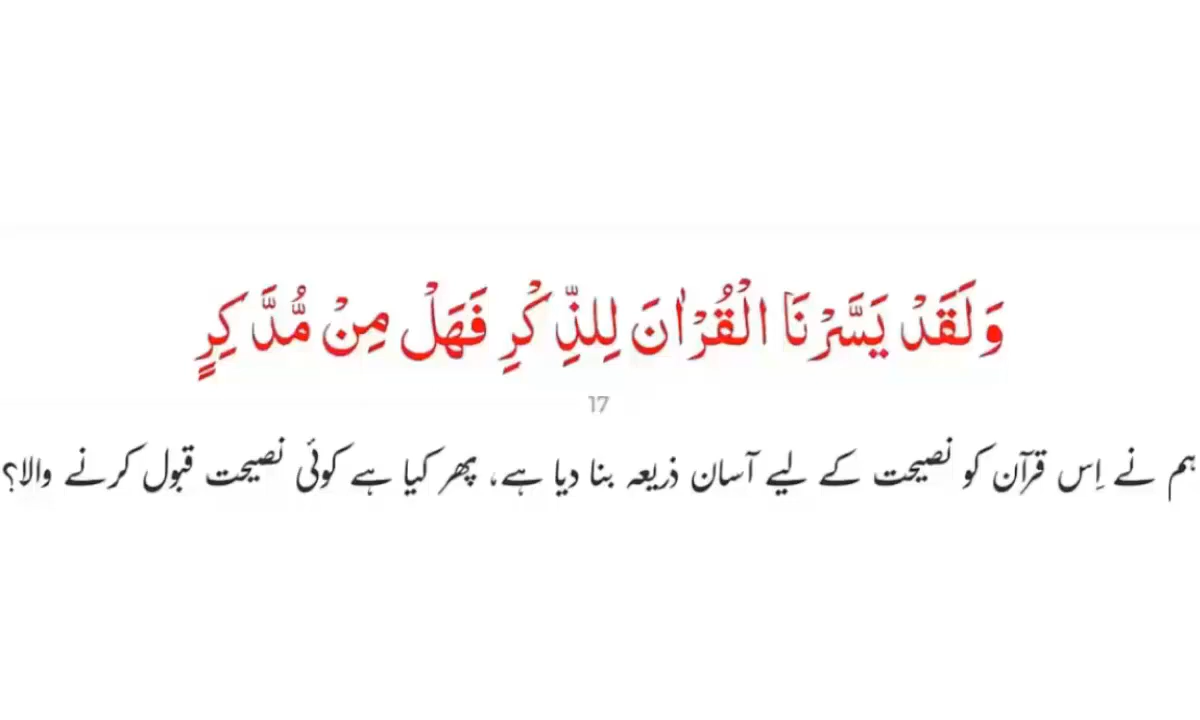 وَلَقَدْ يَسَّرْنَا الْقُرْاٰنَ لِلذِّكْرِ فَهَلْ مِنْ مُّدَّكِرٍ
17
ہم نے اِس قرآن کو نصیحت کے لیے آسان ذریعہ بنا دیا ہے، پھر کیا ہے کوئی نصیحت قبول کرنے والا؟